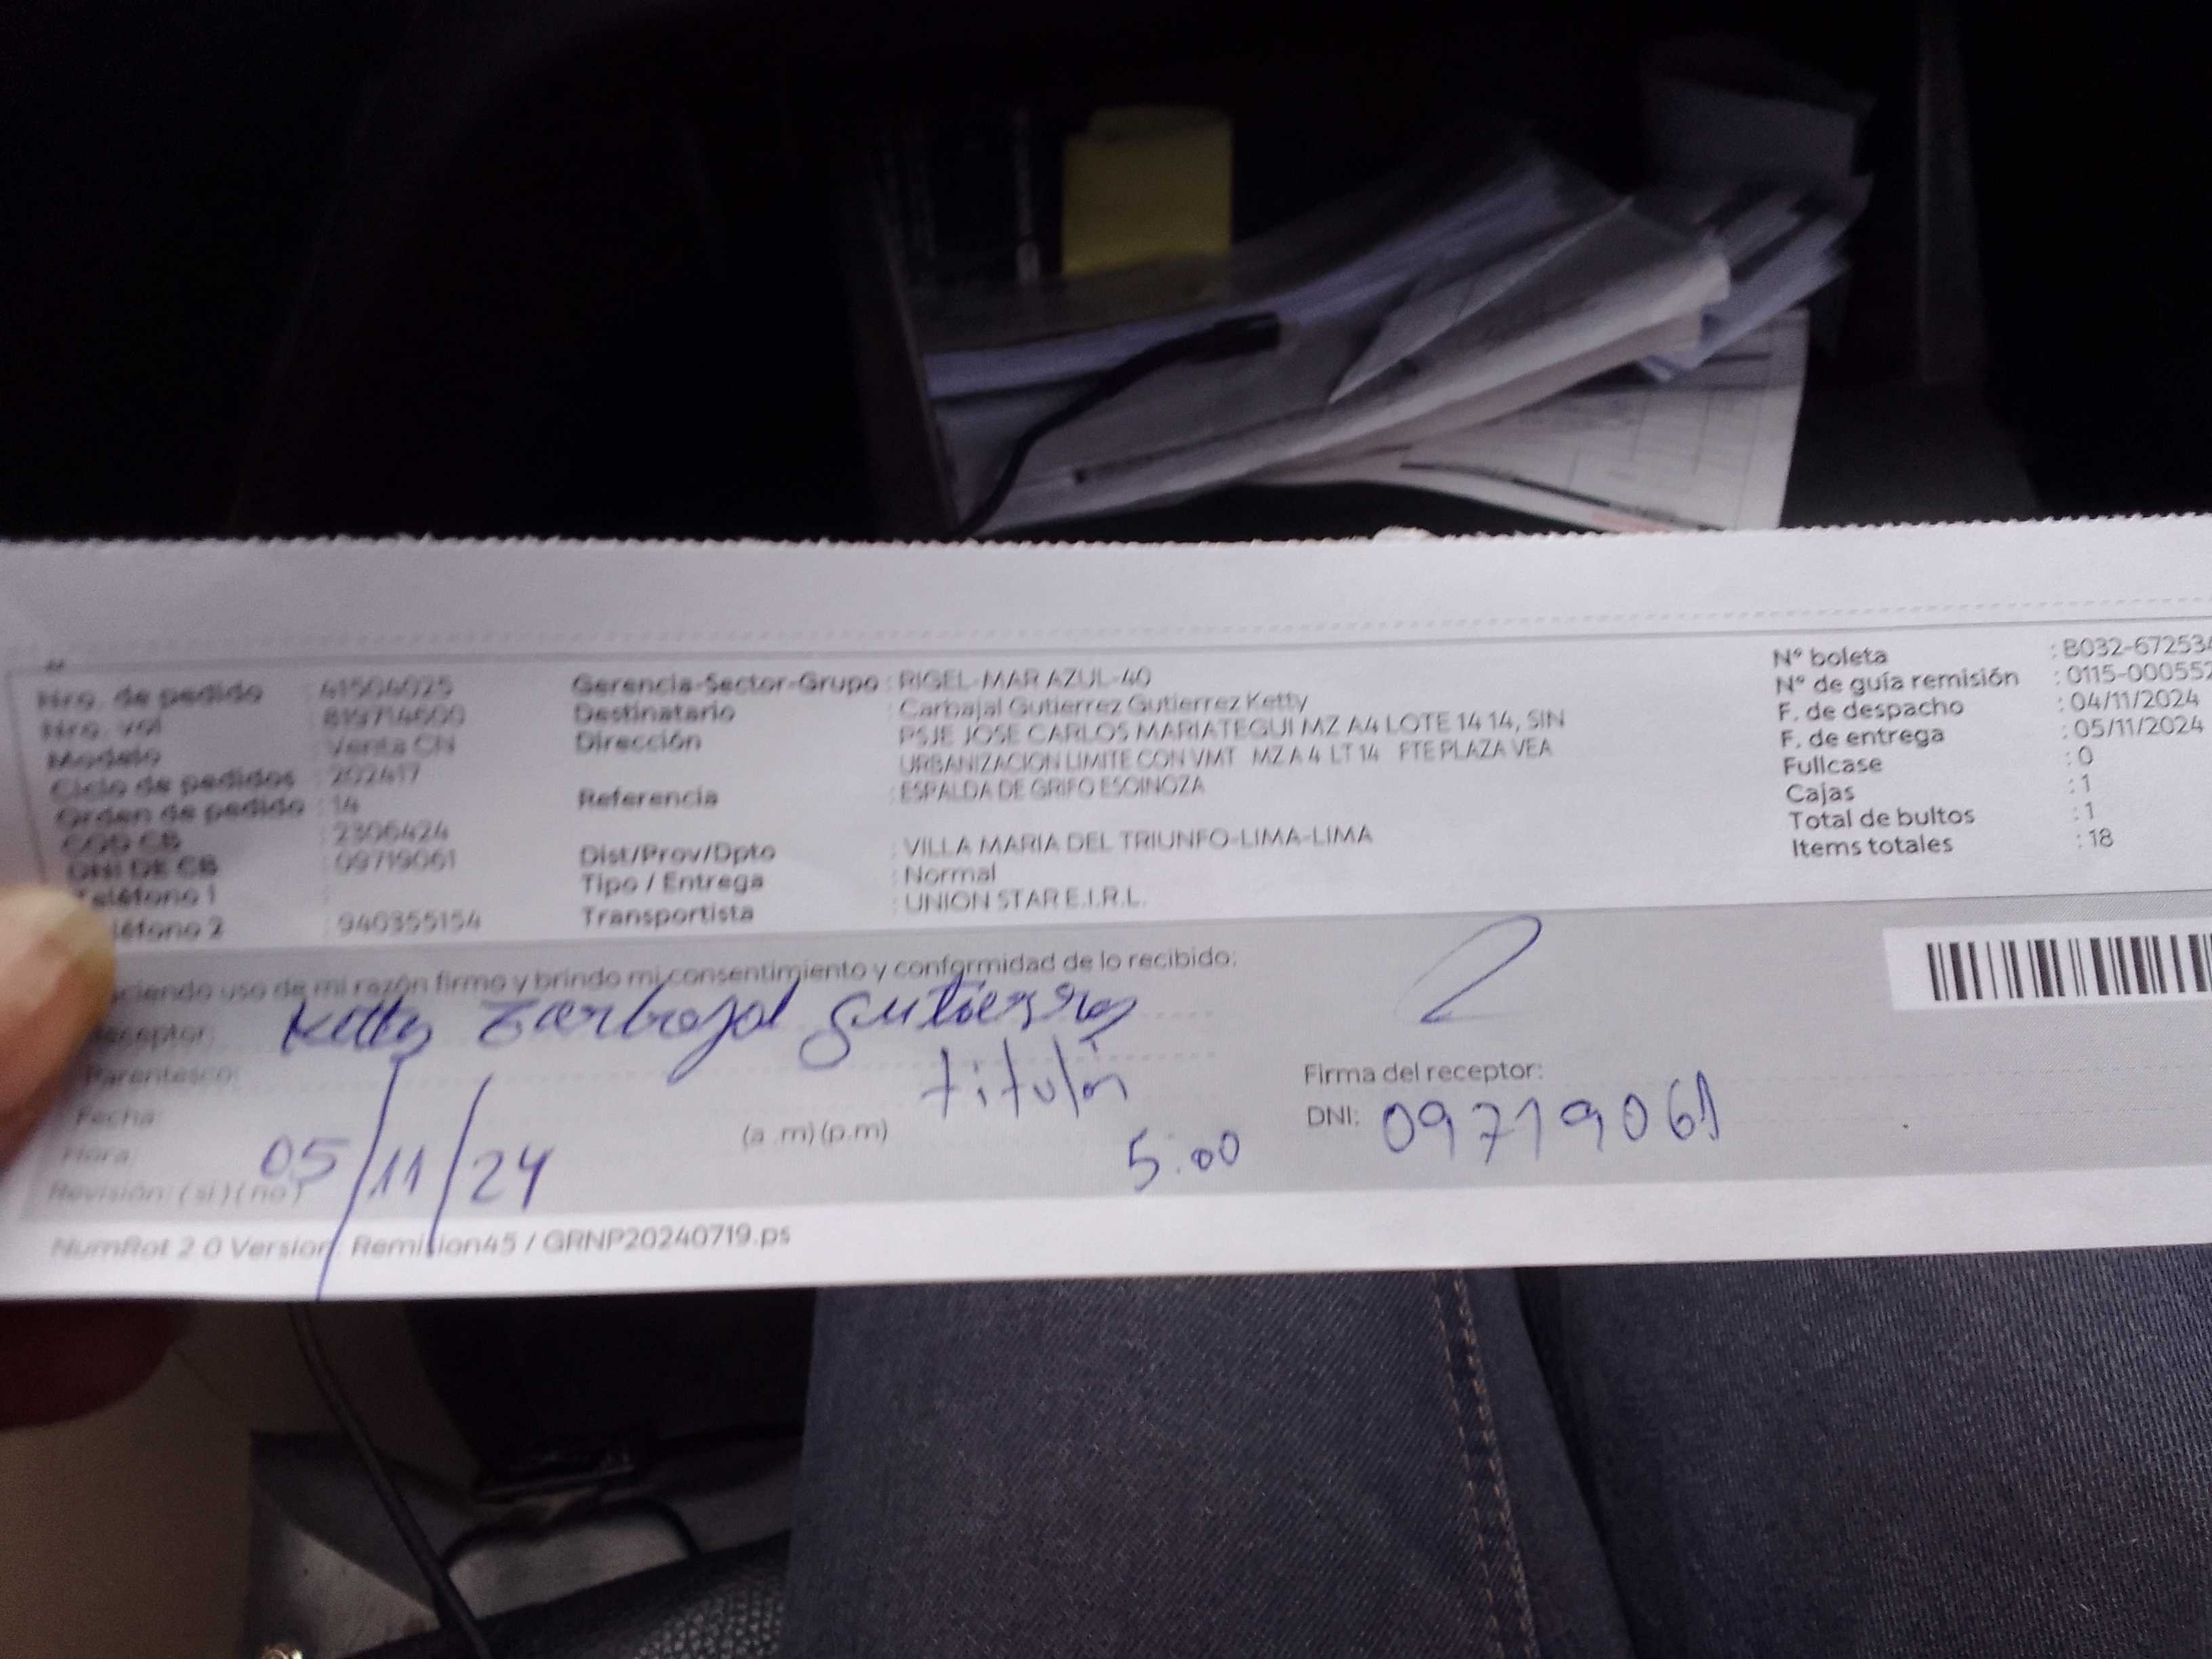 Nro. de pedido : 41504025
Nro. vol : 819714600
Modelo : Venta CN
Ciclo de pedidos : 202417
Orden de pedido : 14
COD CB : 2306424
DNI DE CB : 09719061
Teléfono 1 :
léfono 2 : 940355154
Gerencia-Sector-Grupo : RIGEL-MAR AZUL-40
Destinatario : Carbajal Gutierrez Gutierrez Ketty
Dirección : PSJE JOSE CARLOS MARIATEGUI MZ A4 LOTE 14 14, SIN
URBANIZACION LIMITE CON VMT MZ A 4 LT 14 FTE PLAZA VEA
Referencia : ESPALDA DE GRIFO ESOINOZA
Dist/Prov/Dpto : VILLA MARIA DEL TRIUNFO-LIMA-LIMA
Tipo / Entrega : Normal
Transportista : UNION STAR E.I.R.L.
N° boleta : B032-67253
N° de guía remisión : 0115-000552
F. de despacho : 04/11/2024
F. de entrega : 05/11/2024
Fullcase : 0
Cajas : 1
Total de bultos : 1
Items totales : 18
ciendo uso de mi razón firmo y brindo mi consentimiento y conformidad de lo recibido:
eceptor: Ketty Carbajal Gutierrez
Parentesco: titular
Fecha: 05/11/24
Hora: (a .m) (p.m) 5:00
Revisión: ( si ) ( no )
2
Firma del receptor:
DNI: 09719061
NumRot 2.0 Version: Remision45 / GRNP20240719.ps